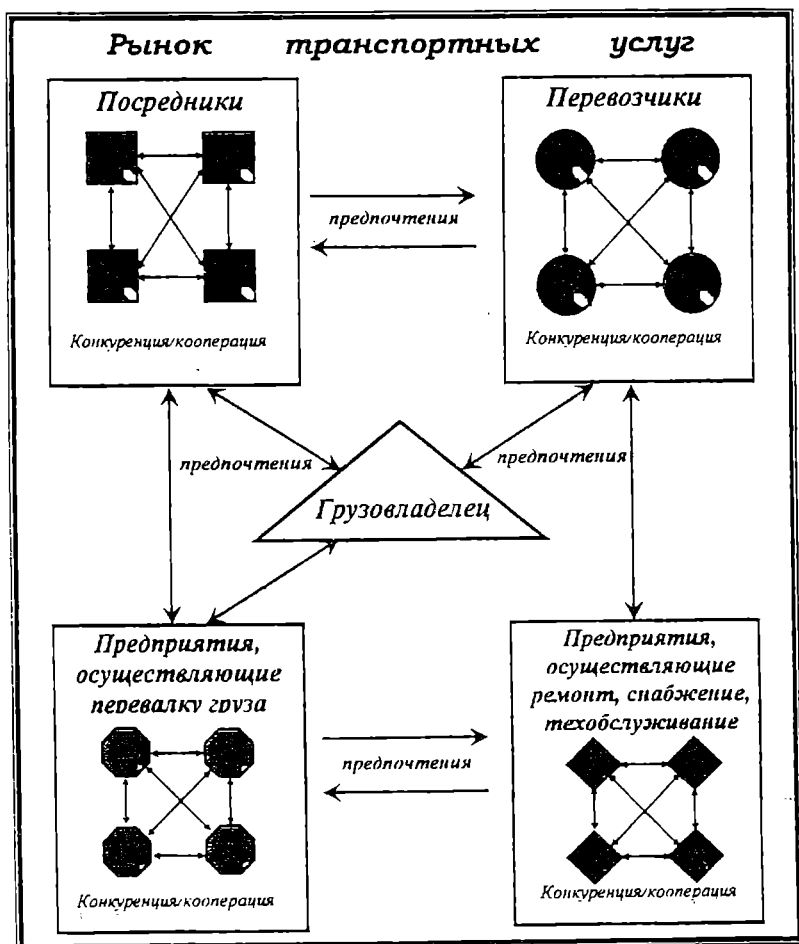 Рынок транспортных услуг
Посредники
Перевозчики
предпочтения
Конкуренция/кооперация
Конкуренция/кооперация
предпочтения
предпочтения
Грузовладелец
Предприятия,
осуществляющие
перевалку груза
Предприятия,
осуществляющие
ремонт, снабжение,
техобслуживание
предпочтения
Конкуренция/кооперация
Конкуренция/кооперация